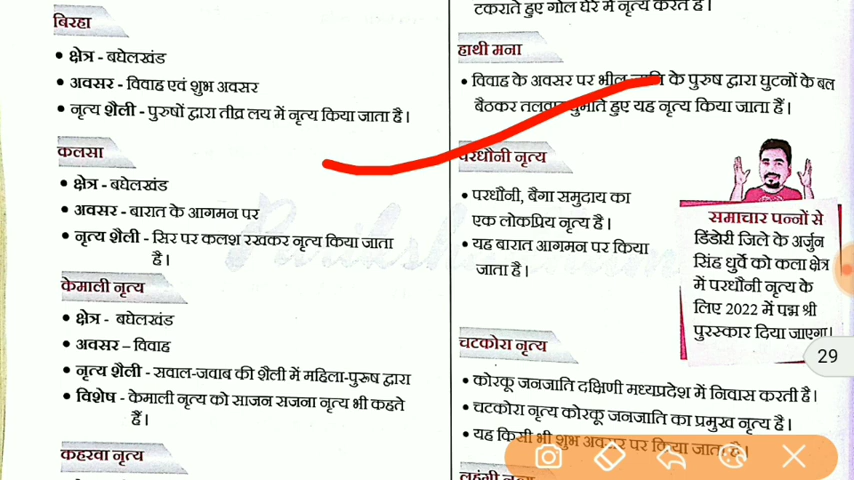 बिरहा
• क्षेत्र - बघेलखंड
• अवसर - विवाह एवं शुभ अवसर
• नृत्य शैली - पुरुषों द्वारा तीव्र लय में नृत्य किया जाता है।
कलसा
• क्षेत्र - बघेलखंड
• अवसर - बारात के आगमन पर
• नृत्य शैली - सिर पर कलश रखकर नृत्य किया जाता
है।
केमाली नृत्य
• क्षेत्र - बघेलखंड
• अवसर – विवाह
• नृत्य शैली - सवाल-जवाब की शैली में महिला-पुरूष द्वारा
• विशेष - केमाली नृत्य को साजन सजना नृत्य भी कहते
हैं।
कहरवा नृत्य
टकराते हुए गोल घेरे में नृत्य करते है।
हाथी मना
• विवाह के अवसर पर भील जाति के पुरुष द्वारा घुटनों के बल
बैठकर तलवार घुमाते हुए यह नृत्य किया जाता हैं।
परधौनी नृत्य
• परधौनी, बैगा समुदाय का
एक लोकप्रिय नृत्य है।
• यह बारात आगमन पर किया
जाता है।
समाचार पन्नों से
डिंडोरी जिले के अर्जुन
सिंह धुर्वे को कला क्षेत्र
में परधौनी नृत्य के
लिए 2022 में पद्म श्री
पुरस्कार दिया जाएगा।
29
चटकोरा नृत्य
• कोरकू जनजाति दक्षिणी मध्यप्रदेश में निवास करती है।
• चटकोरा नृत्य कोरकू जनजाति का प्रमुख नृत्य है।
• यह किसी भी शुभ अवसर पर किया जाता है।
लहंगी नृत्य